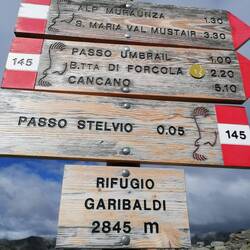 ALP MURAUNZA 1.30
S. MARIA VAL MUSTAIR 3.30
145 PASSO UMBRAIL 1.00
B.TTA DI FORCOLA 2.20
CANCANO 5.10
PASSO STELVIO 0.05 145
RIFUGIO
GARIBALDI
2845 m